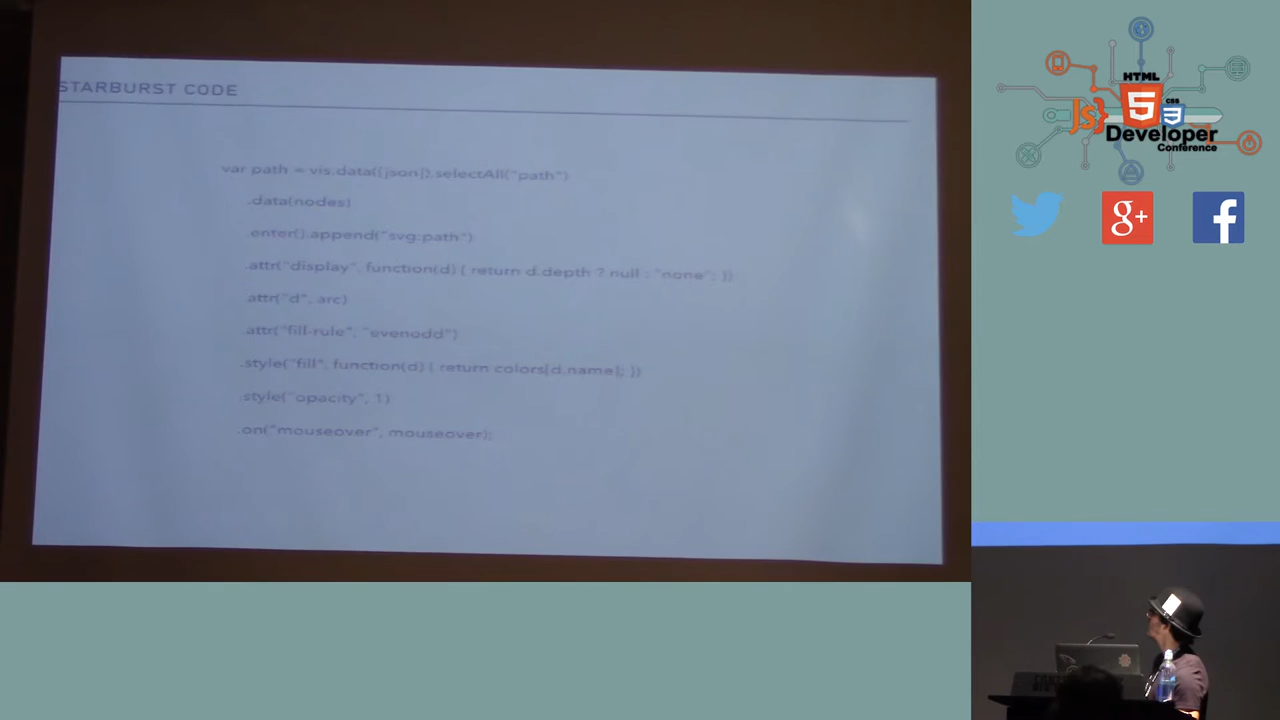 STARBURST CODE
var path = vis.data([json]).selectAll("path")
.data(nodes)
.enter().append("svg:path")
.attr("display", function(d) { return d.depth ? null : "none"; })
.attr("d", arc)
.attr("fill-rule", "evenodd")
.style("fill", function(d) { return colors[d.name]; })
.style("opacity", 1)
.on("mouseover", mouseover);
HTML
5
CSS
3
JS}
Developer
Conference
g+
f